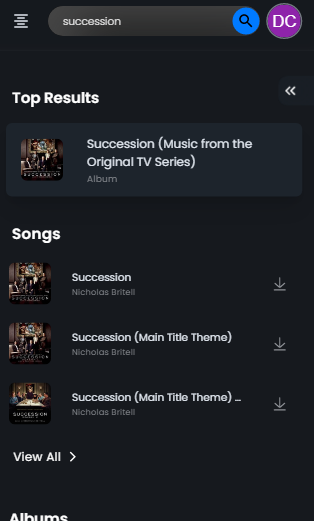 succession
DC
Top Results
Succession (Music from the
Original TV Series)
Album
Songs
Succession
Nicholas Britell
Succession (Main Title Theme)
Nicholas Britell
Succession (Main Title Theme) ...
Nicholas Britell
View All
Albums